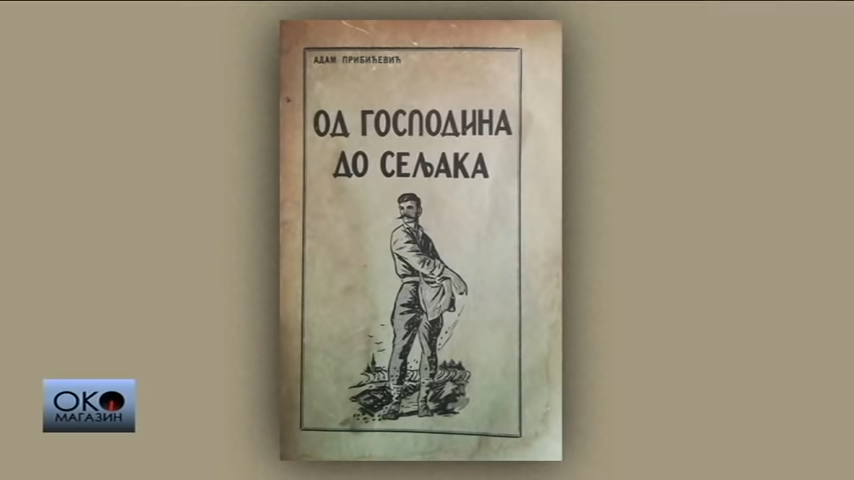 АДАМ ПРИБИЋЕВИЋ
ОД ГОСПОДИНА
ДО СЕЉАКА
ОКО
МАГАЗИН